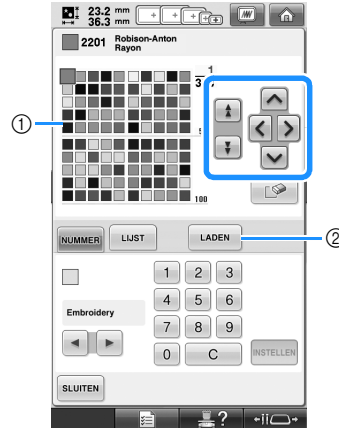 23.2 mm
36.3 mm
2201 Robison-Anton
Rayon
1
3
①
100
NUMMER LIJST LADEN
②
1 2 3
Embroidery
4 5 6
7 8 9
0 C INSTELLEN
SLUITEN
?